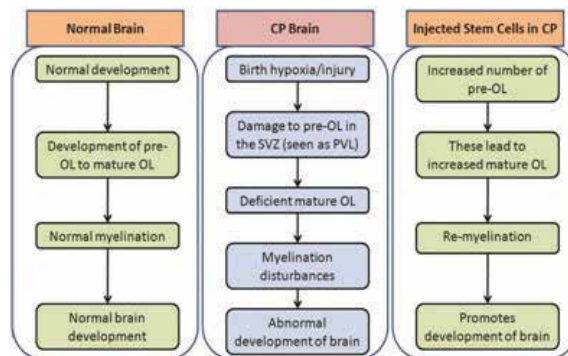 Normal Brain
Normal development
Development of pre-
OL to mature OL
Normal myelination
Normal brain
development
CP Brain
Birth hypoxia/injury
Damage to pre-OL in
the SVZ (seen as PVL)
Deficient mature OL
Myelination
disturbances
Abnormal
development of brain
Injected Stem Cells in CP
Increased number of
pre-OL
These lead to
increased mature OL
Re-myelination
Promotes
development of brain